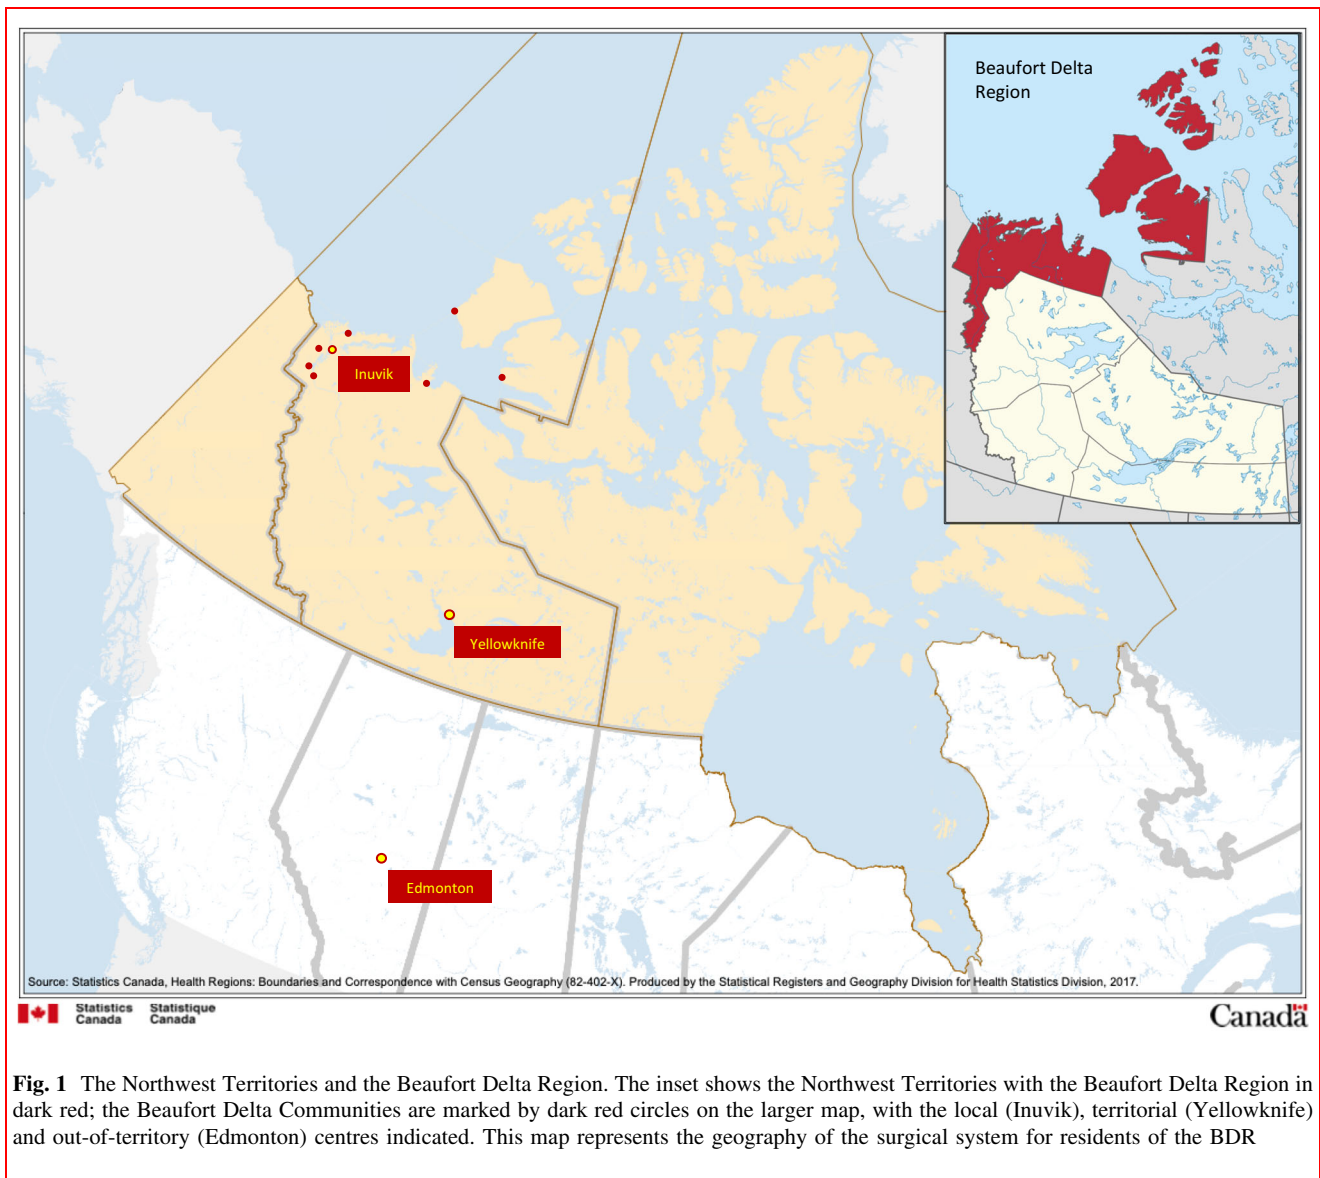 Beaufort Delta
Region
Inuvik
Yellowknife
Edmonton
Source: Statistics Canada, Health Regions: Boundaries and Correspondence with Census Geography (82-402-X). Produced by the Statistical Registers and Geography Division for Health Statistics Division, 2017.
Statistics Statistique
Canada Canada
Canada
Fig. 1 The Northwest Territories and the Beaufort Delta Region. The inset shows the Northwest Territories with the Beaufort Delta Region in
dark red; the Beaufort Delta Communities are marked by dark red circles on the larger map, with the local (Inuvik), territorial (Yellowknife)
and out-of-territory (Edmonton) centres indicated. This map represents the geography of the surgical system for residents of the BDR